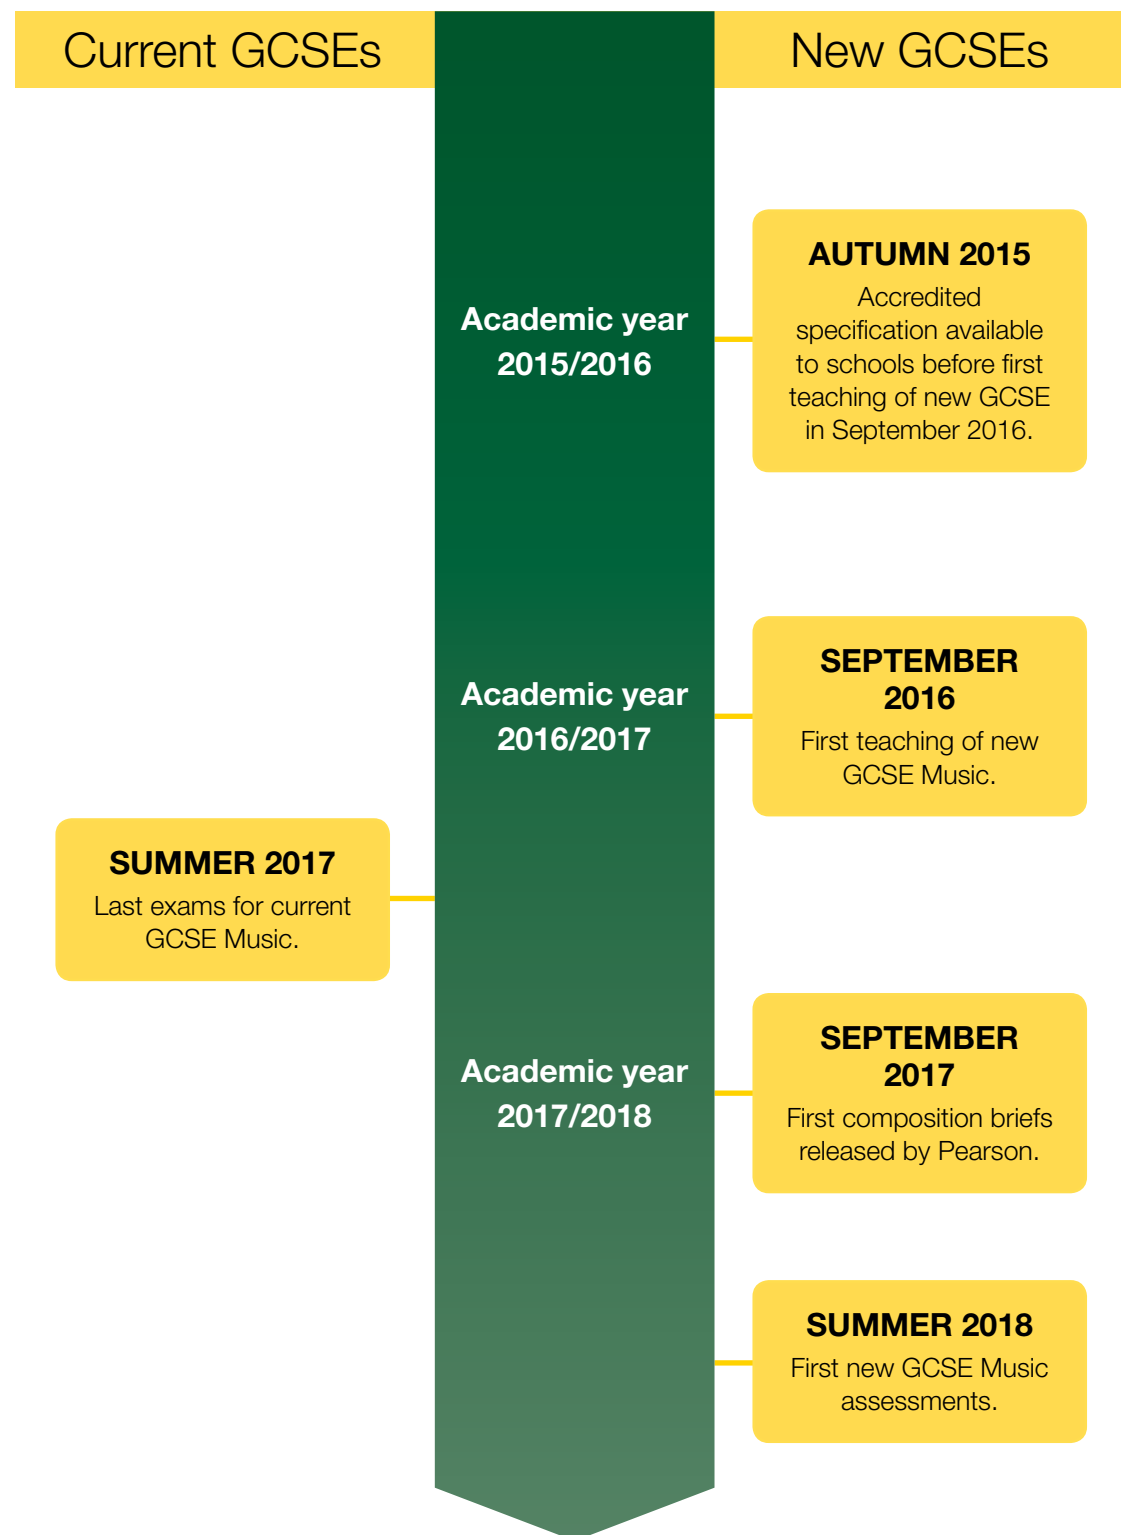 Current GCSEs
New GCSEs
Academic year
2015/2016
AUTUMN 2015
Accredited
specification available
to schools before first
teaching of new GCSE
in September 2016.
Academic year
2016/2017
SEPTEMBER
2016
First teaching of new
GCSE Music.
SUMMER 2017
Last exams for current
GCSE Music.
Academic year
2017/2018
SEPTEMBER
2017
First composition briefs
released by Pearson.
SUMMER 2018
First new GCSE Music
assessments.